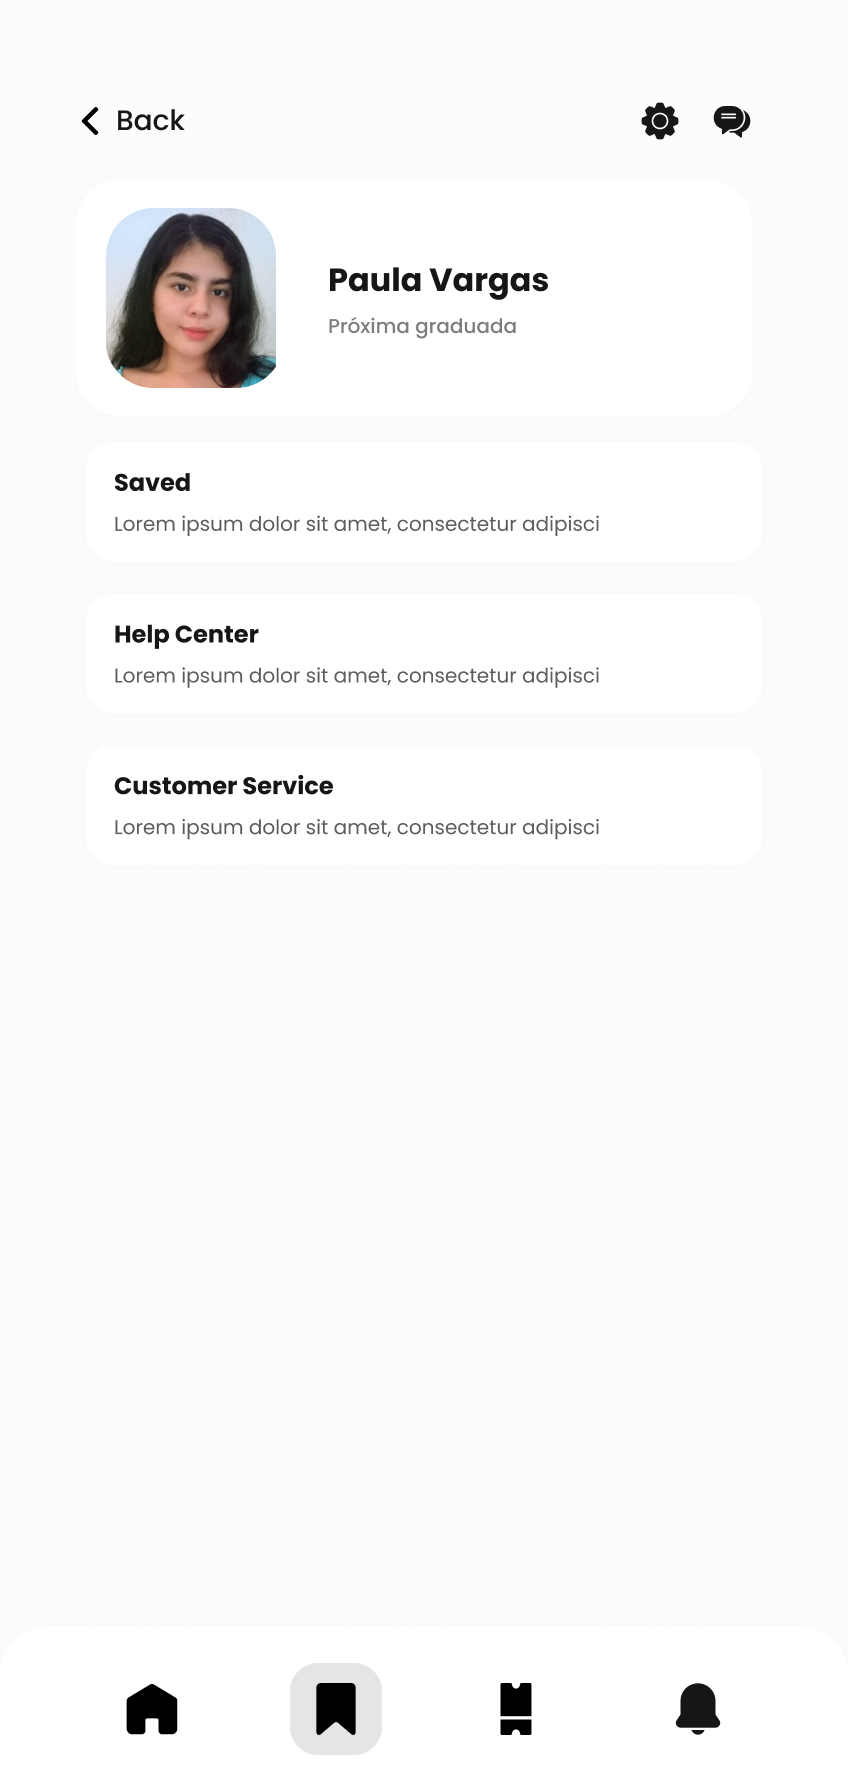 Back
Paula Vargas
Próxima graduada
Saved
Lorem ipsum dolor sit amet, consectetur adipisci
Help Center
Lorem ipsum dolor sit amet, consectetur adipisci
Customer Service
Lorem ipsum dolor sit amet, consectetur adipisci